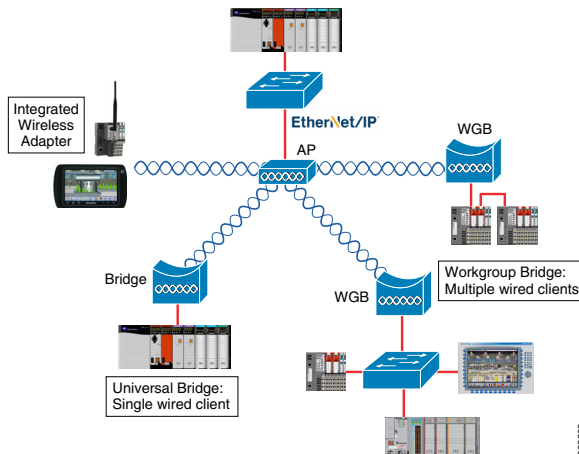 EtherNet/IP
Integrated
Wireless
Adapter
AP
WGB
Bridge
WGB
Workgroup Bridge:
Multiple wired clients
Universal Bridge:
Single wired client